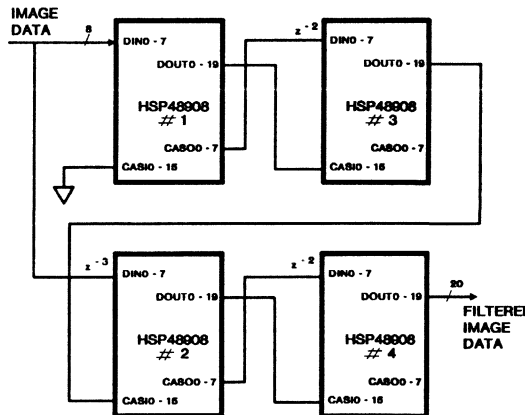 IMAGE
DATA
8
DIN0 - 7
DOUT0 - 19
HSP48908
# 1
CASO0 - 7
CASI0 - 15
z -2
DIN0 - 7
DOUT0 - 19
HSP48908
# 3
CASO0 - 7
CASI0 - 15
z -3
DIN0 - 7
DOUT0 - 19
HSP48908
# 2
CASO0 - 7
CASI0 - 15
z -2
DIN0 - 7
DOUT0 - 19
HSP48908
# 4
CASO0 - 7
CASI0 - 15
20
FILTERED
IMAGE
DATA